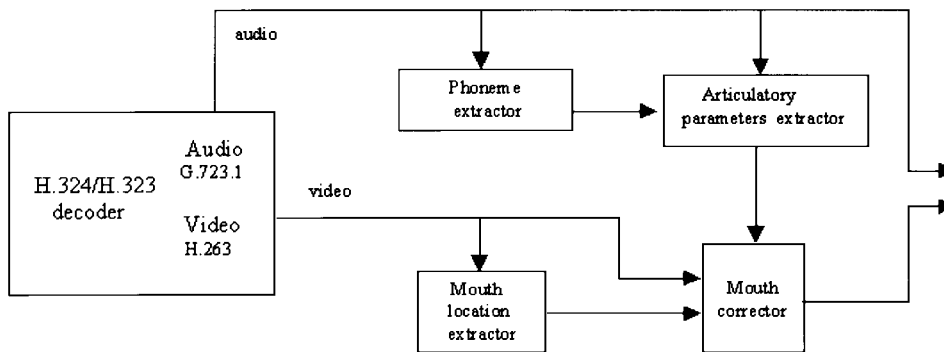 audio
Phoneme
extractor
Articulatory
parameters extractor
H.324/H.323
decoder
Audio
G.723.1
Video
H.263
video
Mouth
location
extractor
Mouth
corrector